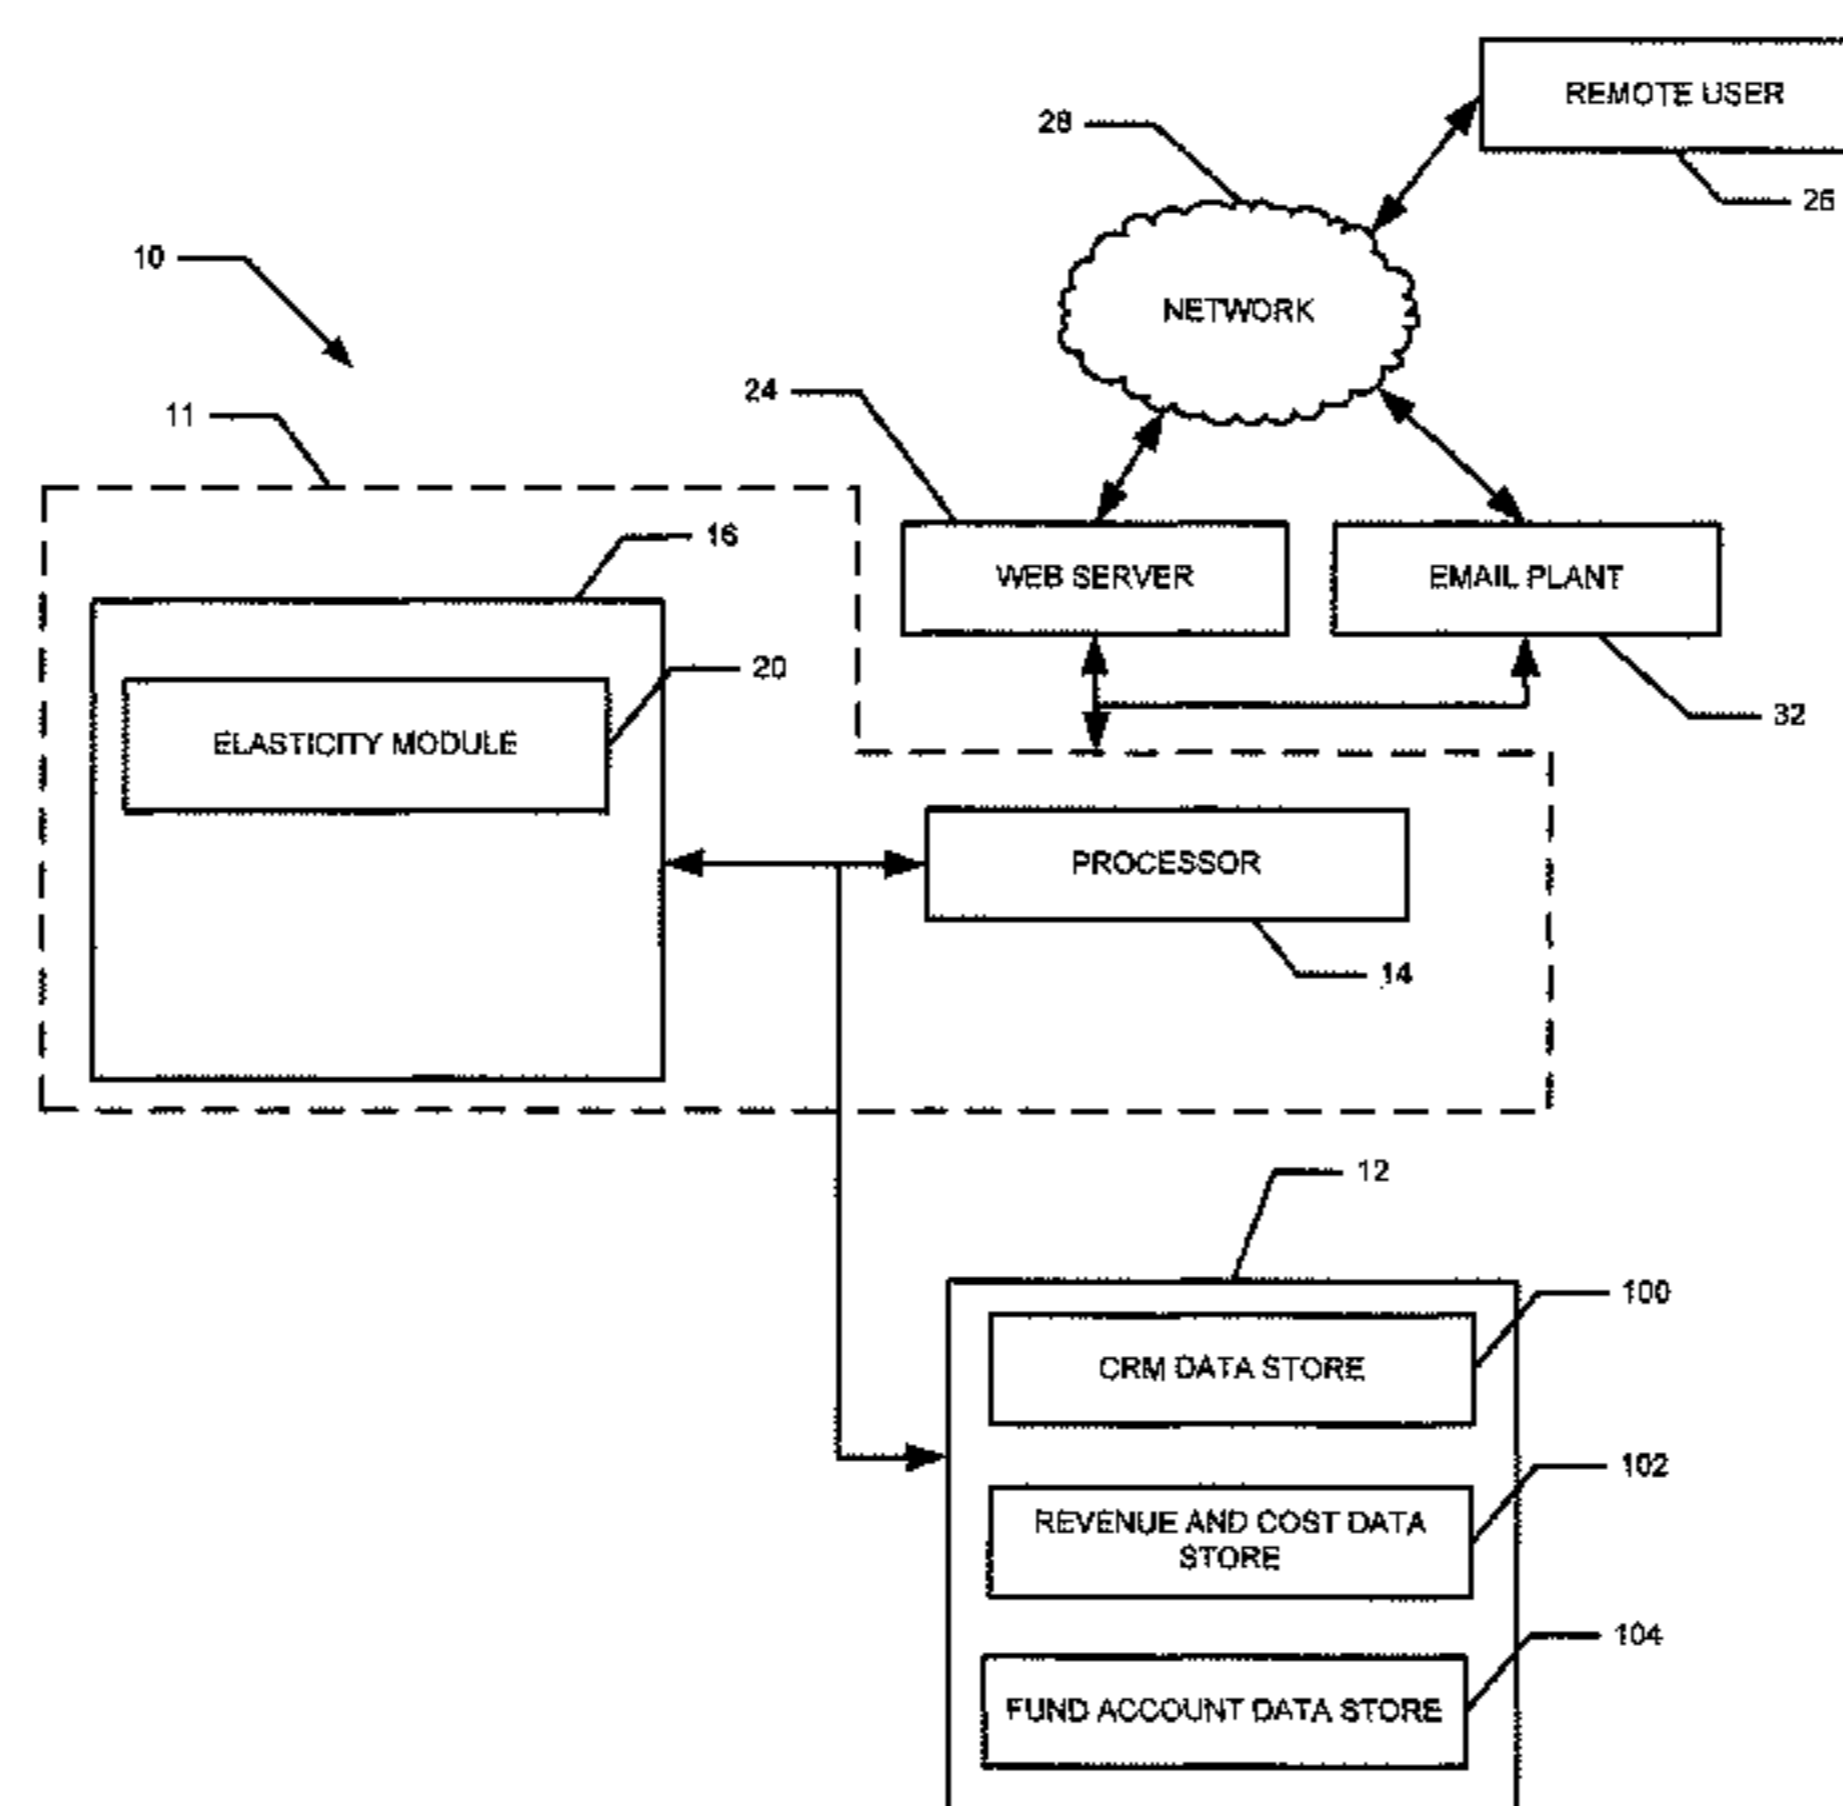 REMOTE USER
28
26
10
NETWORK
24
11
16
WEB SERVER
EMAIL PLANT
20
32
ELASTICITY MODULE
PROCESSOR
14
12
100
CRM DATA STORE
102
REVENUE AND COST DATA
STORE
104
FUND ACCOUNT DATA STORE